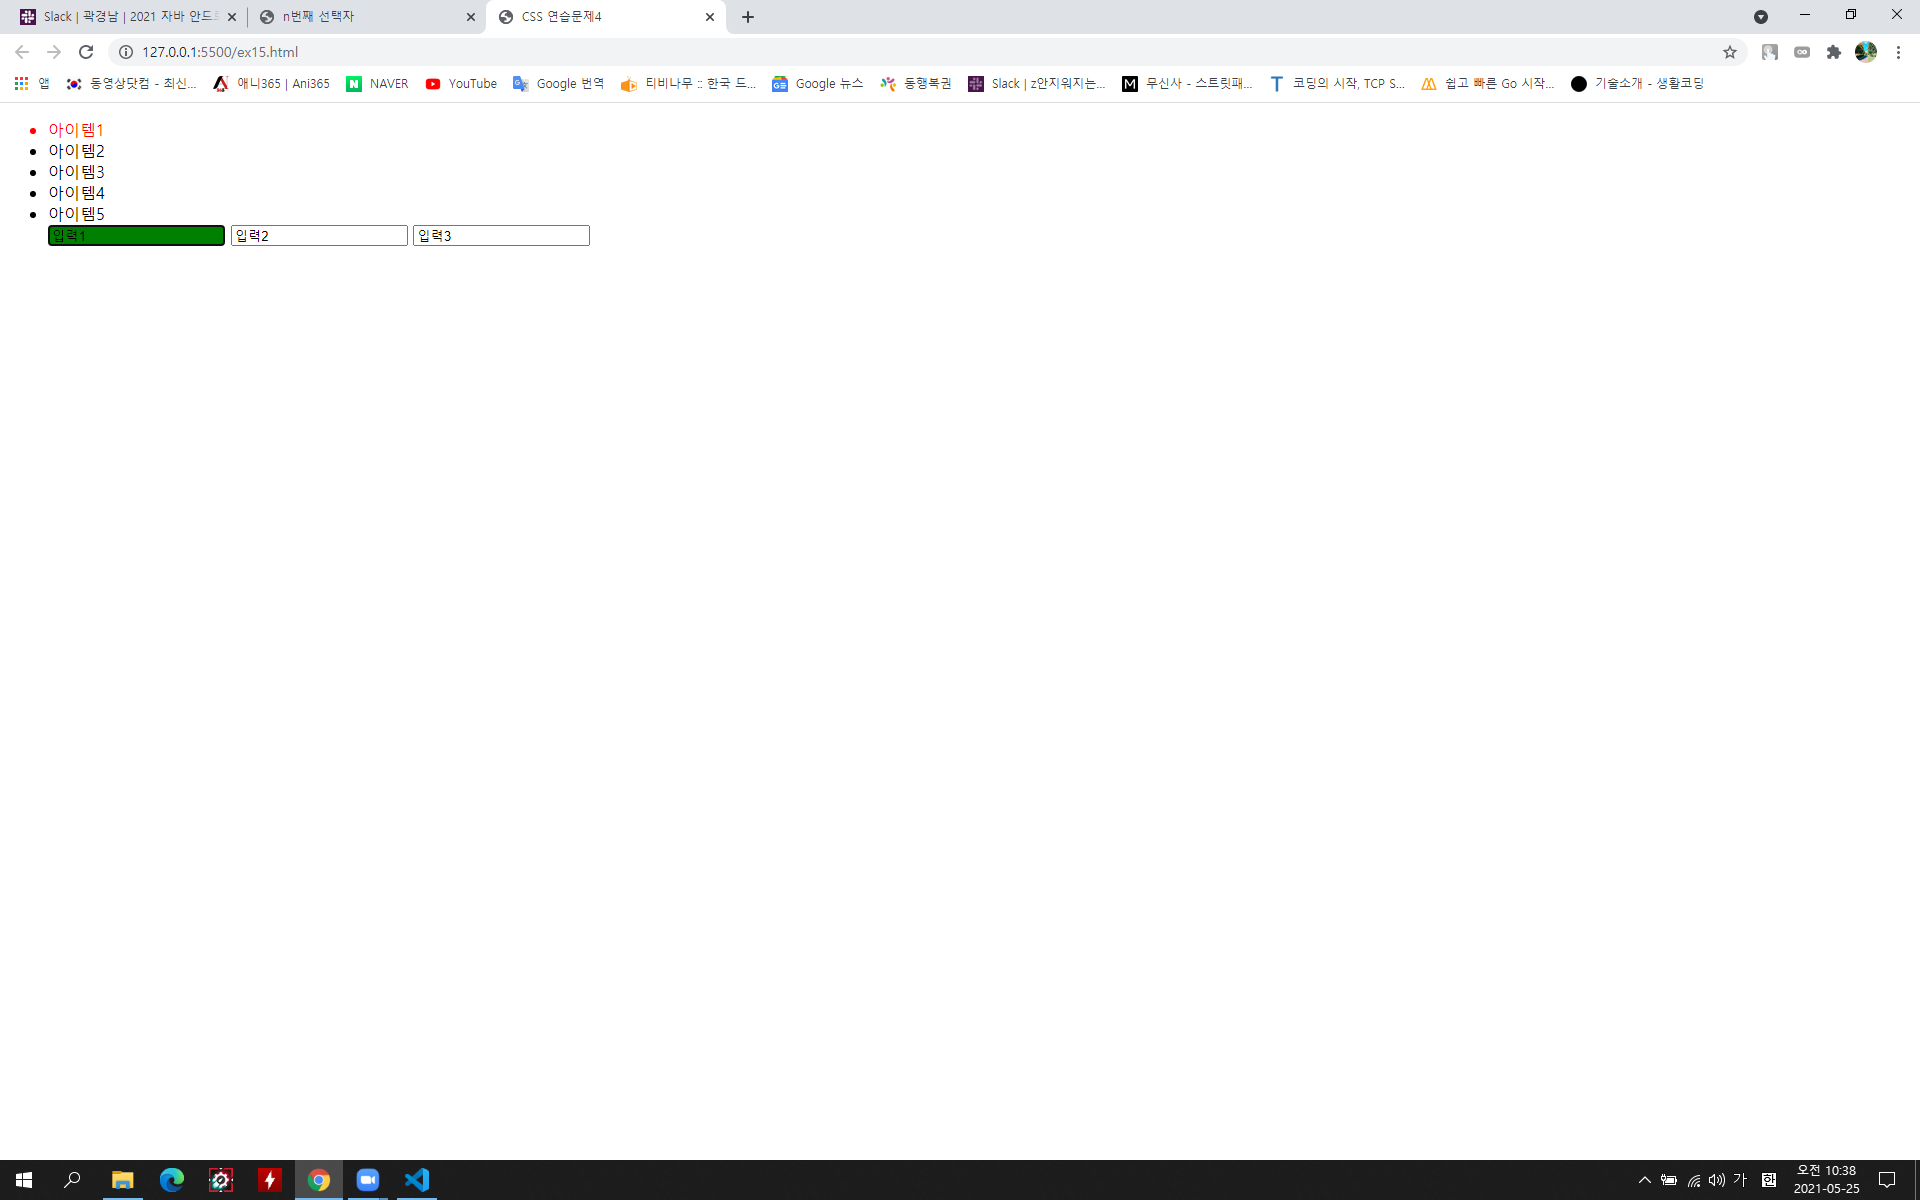 Slack | 곽경남 | 2021 자바 안드
n번째 선택자
CSS 연습문제4
127.0.0.1:5500/ex15.html
앱
동영상닷컴 - 최신...
애니365 | Ani365
NAVER
YouTube
Google 번역
티비나무 :: 한국 드...
Google 뉴스
동행복권
Slack | z안지워지는...
무신사 - 스트릿패...
코딩의 시작, TCP S...
쉽고 빠른 Go 시작...
기술소개 - 생활코딩
아이템1
아이템2
아이템3
아이템4
아이템5
입력1 입력2 입력3
가
한
오전 10:38
2021-05-25